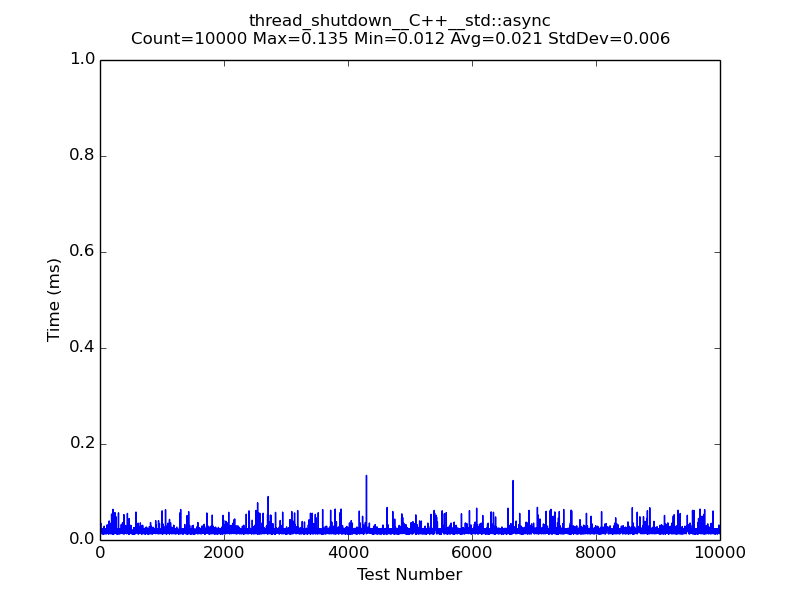 thread_shutdown__C++__std::async
Count=10000 Max=0.135 Min=0.012 Avg=0.021 StdDev=0.006
1.0
0.8
0.6
0.4
0.2
0.0
Time (ms)
0 2000 4000 6000 8000 10000
Test Number